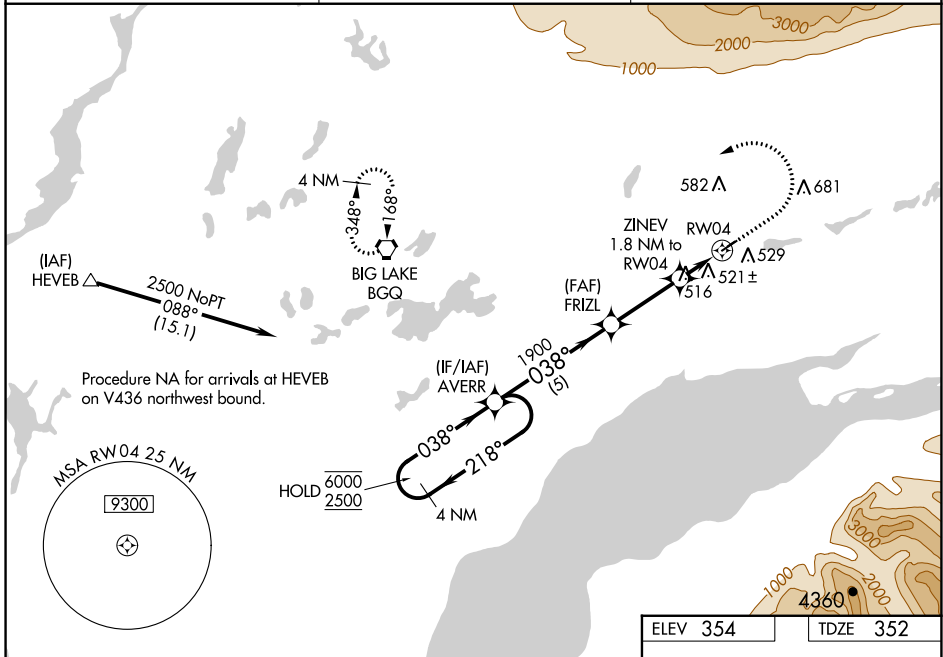 3000
2000
1000
4 NM
348°
168°
BIG LAKE
BGQ
582
681
ZINEV
1.8 NM to
RW04
RW04
529
521±
516
(IAF)
HEVEB
2500 NoPT
088°
(15.1)
(FAF)
FRIZL
1900
038°
(5)
(IF/IAF)
AVERR
Procedure NA for arrivals at HEVEB
on V436 northwest bound.
038°
218°
HOLD 6000
2500
4 NM
MSA RW04 25 NM
9300
3000
1000
2000
4360
ELEV 354
TDZE 352